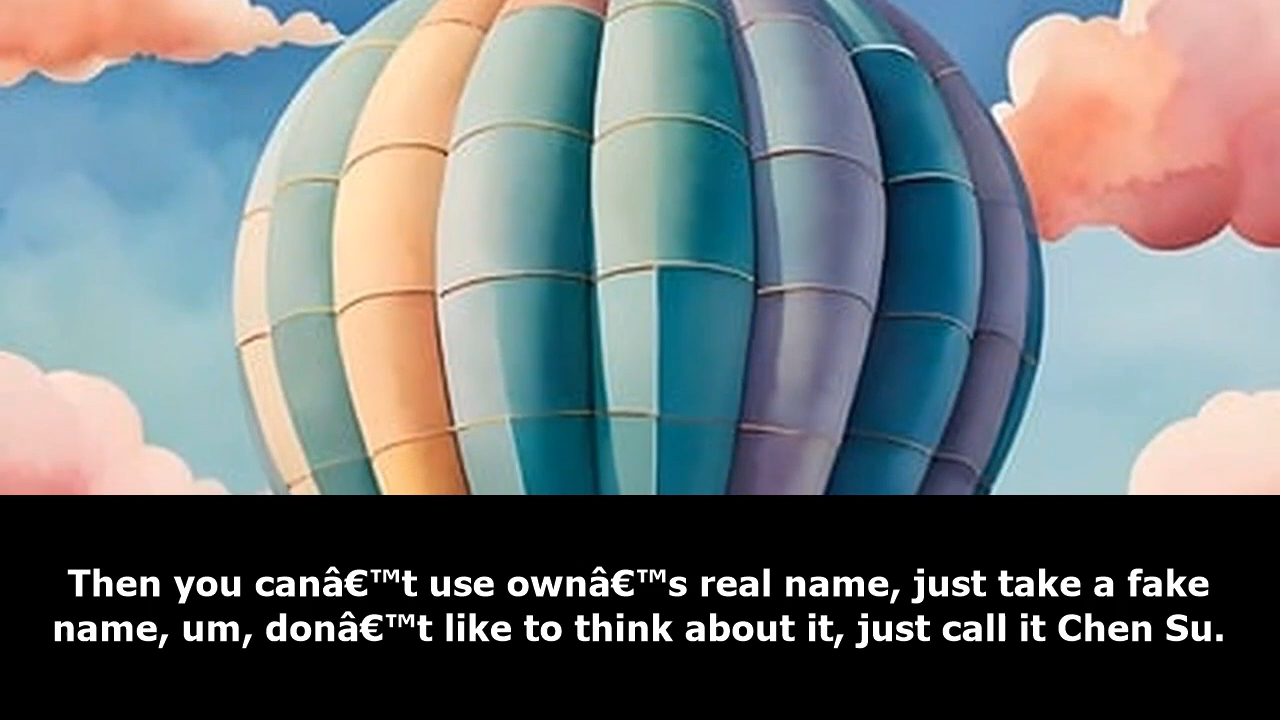 Then you canâ€™t use ownâ€™s real name, just take a fake
name, um, donâ€™t like to think about it, just call it Chen Su.